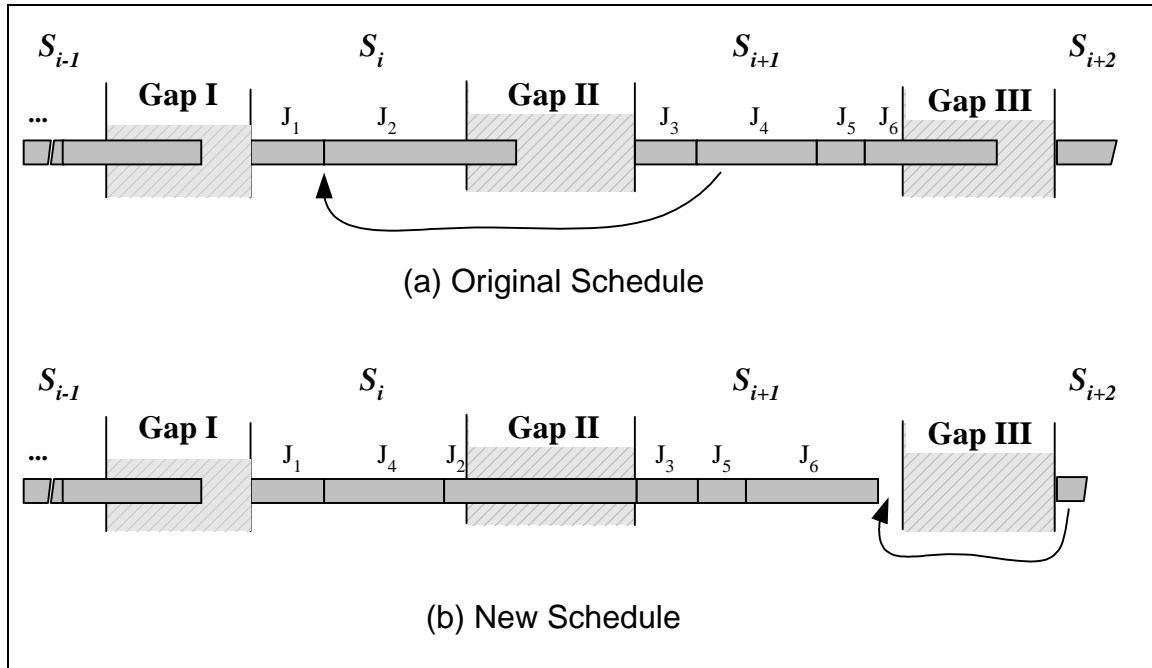 S_{i-1} S_i S_{i+1} S_{i+2}
Gap I Gap II Gap III
... J_1 J_2 J_3 J_4 J_5 J_6
(a) Original Schedule
S_{i-1} S_i S_{i+1} S_{i+2}
Gap I Gap II Gap III
... J_1 J_4 J_2 J_3 J_5 J_6
(b) New Schedule